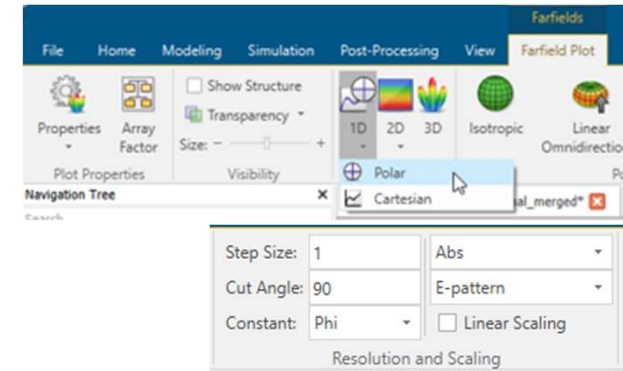 Farfields
File Home Modeling Simulation Post-Processing View Farfield Plot
Show Structure
Transparency
Properties Array Factor Size: − + 1D 2D 3D Isotropic Linear
Plot Properties Visibility
Polar
Cartesian
Navigation Tree ×
Step Size: 1 Abs
Cut Angle: 90 E-pattern
Constant: Phi Linear Scaling
Resolution and Scaling